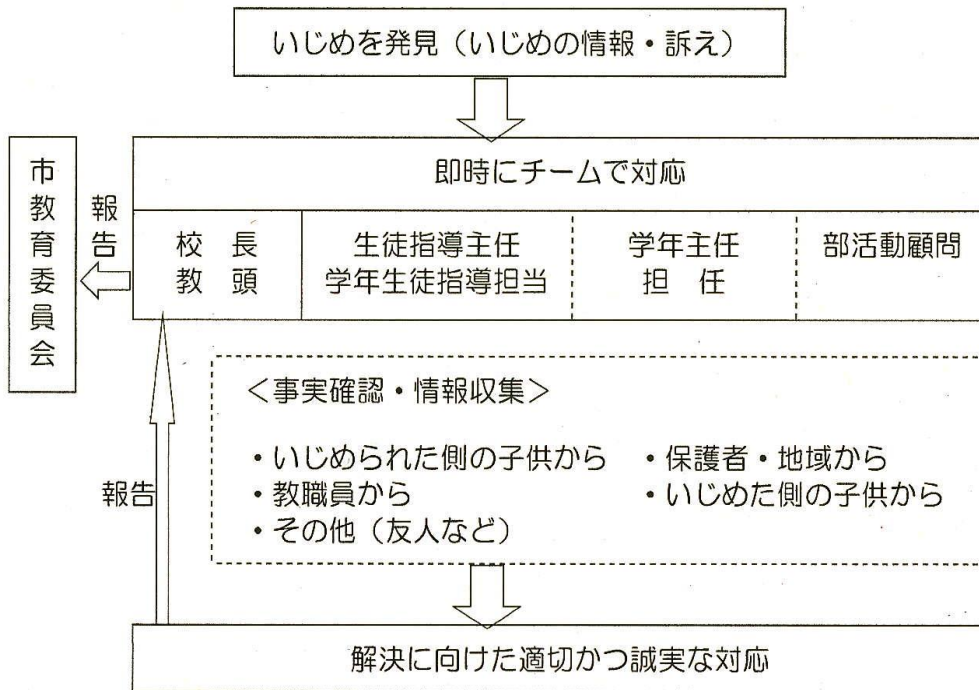 いじめを発見（いじめの情報・訴え）
即時にチームで対応
市教育委員会
報告
校　長
教　頭
生徒指導主任
学年生徒指導担当
学年主任
担　任
部活動顧問
＜事実確認・情報収集＞
・いじめられた側の子供から
・保護者・地域から
・教職員から
・いじめた側の子供から
・その他（友人など）
報告
解決に向けた適切かつ誠実な対応